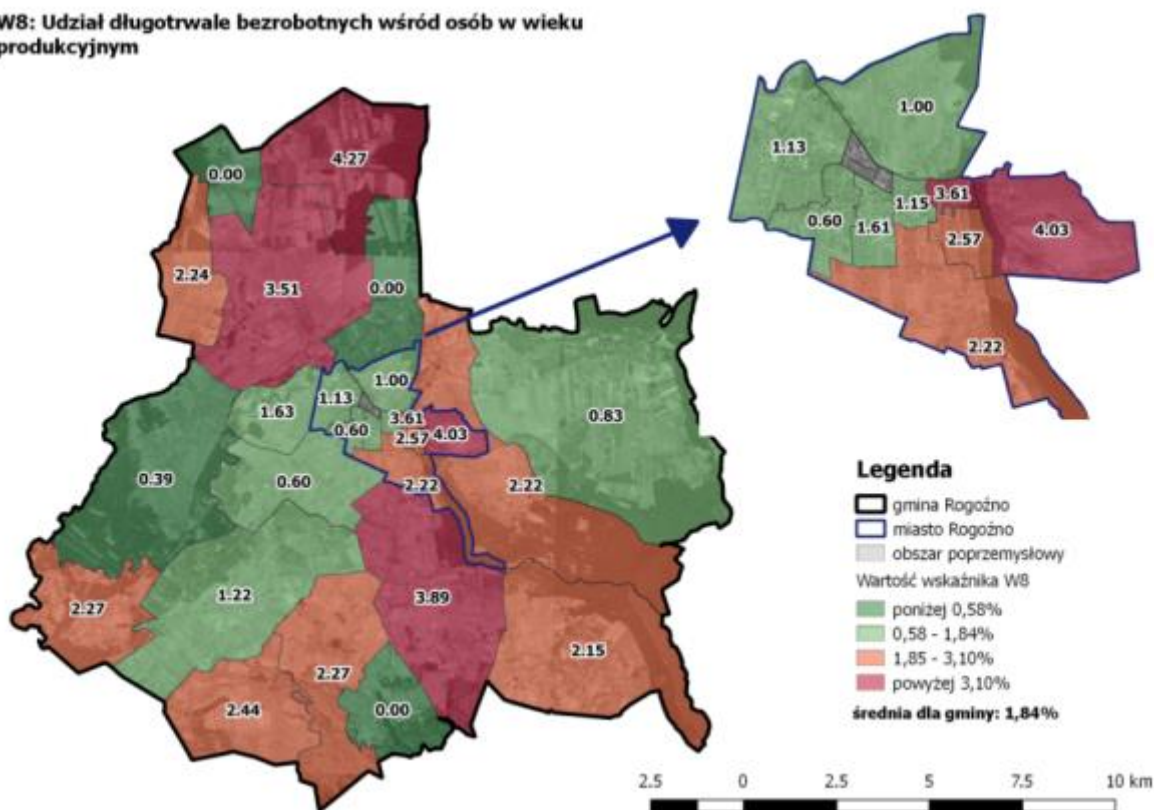 W8: Udział długotrwale bezrobotnych wśród osób w wieku
produkcyjnym
1.00
4.27
1.13
0.00
3.61
1.15
0.60
1.61
4.03
2.57
2.24
3.51
0.00
2.22
1.00
1.13
1.63
3.61
0.83
0.60
2.57
4.03
0.39
0.60
2.22
2.22
1.22
3.89
2.27
2.15
2.27
2.44
0.00
Legenda
gmina Rogoźno
miasto Rogoźno
obszar poprzemysłowy
Wartość wskaźnika W8
poniżej 0,58%
0,58 - 1,84%
1,85 - 3,10%
powyżej 3,10%
średnia dla gminy: 1,84%
2.5 0 2.5 5 7.5 10 km